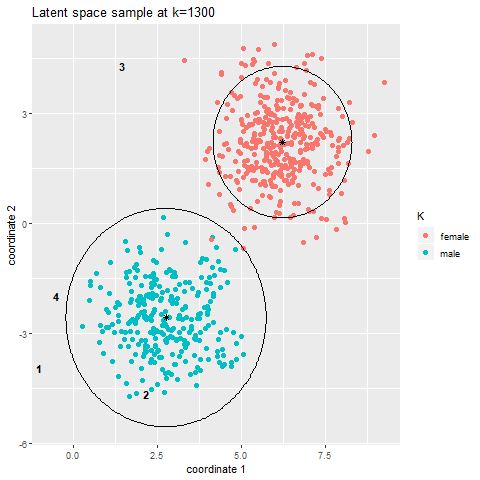 Latent space sample at k=1300
3
3
0
4
-3
1
2
-6
0.0
2.5
5.0
7.5
coordinate 1
coordinate 2
K
female
male